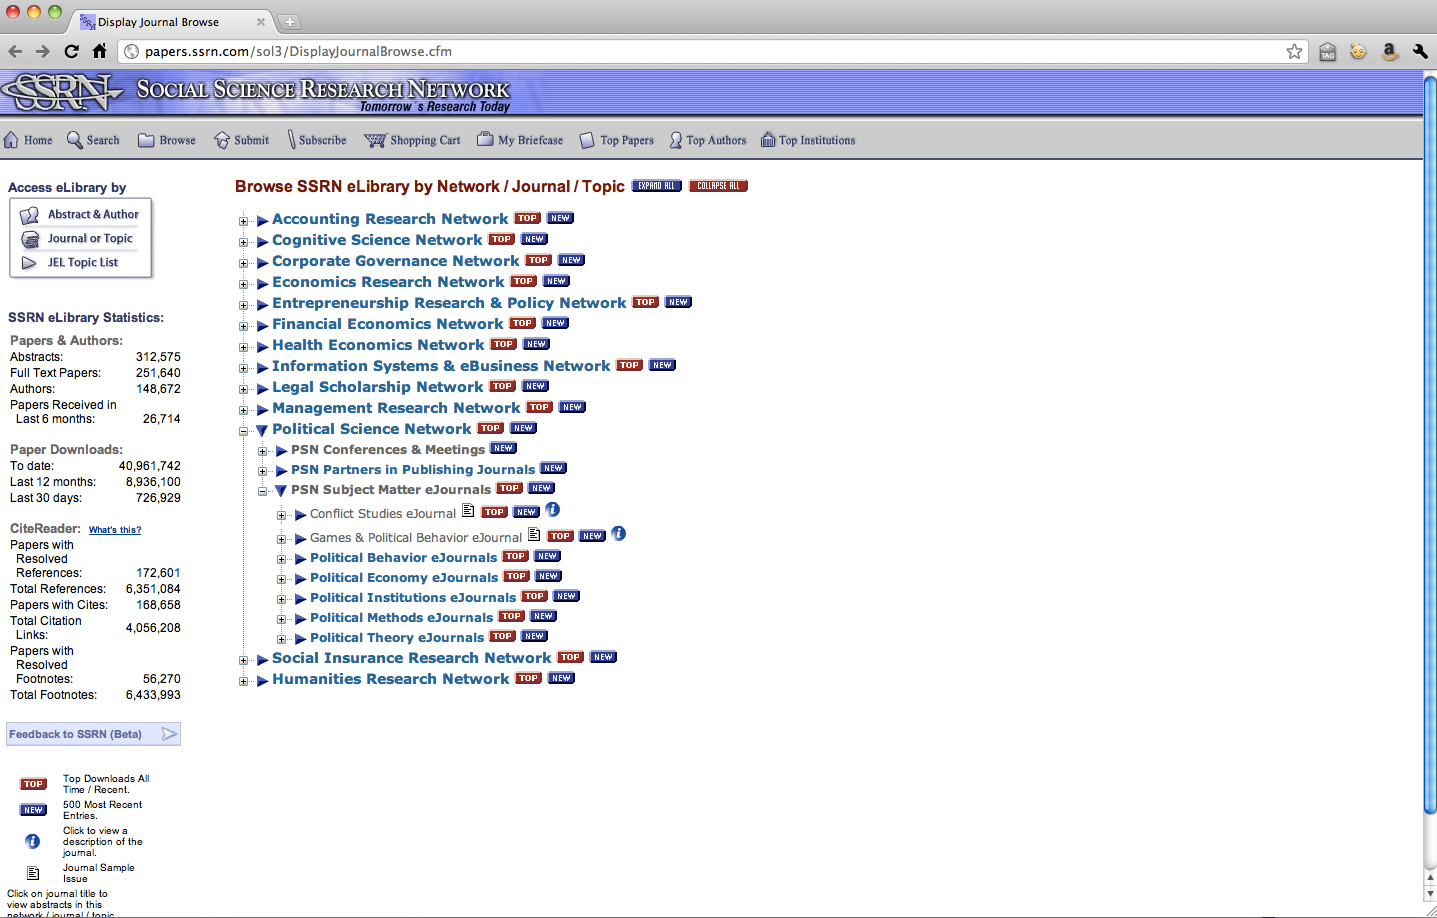 Display Journal Browse
papers.ssrn.com/sol3/DisplayJournalBrowse.cfm
TAG
a
SSRN SOCIAL SCIENCE RESEARCH NETWORK
Tomorrow's Research Today
Home Search Browse Submit Subscribe Shopping Cart My Briefcase Top Papers Top Authors Top Institutions
Access eLibrary by
Abstract & Author
Journal or Topic
JEL Topic List
SSRN eLibrary Statistics:
Papers & Authors:
Abstracts: 312,575
Full Text Papers: 251,640
Authors: 148,672
Papers Received in
Last 6 months: 26,714
Paper Downloads:
To date: 40,961,742
Last 12 months: 8,936,100
Last 30 days: 726,929
CiteReader: What's this?
Papers with
Resolved
References: 172,601
Total References: 6,351,084
Papers with Cites: 168,658
Total Citation
Links: 4,056,208
Papers with
Resolved
Footnotes: 56,270
Total Footnotes: 6,433,993
Feedback to SSRN (Beta)
TOP Top Downloads All
Time / Recent.
NEW 500 Most Recent
Entries.
i Click to view a
description of the
journal.
Journal Sample
Issue
Click on journal title to
view abstracts in this
network / journal / topic
Browse SSRN eLibrary by Network / Journal / Topic EXPAND ALL COLLAPSE ALL
Accounting Research Network TOP NEW
Cognitive Science Network TOP NEW
Corporate Governance Network TOP NEW
Economics Research Network TOP NEW
Entrepreneurship Research & Policy Network TOP NEW
Financial Economics Network TOP NEW
Health Economics Network TOP NEW
Information Systems & eBusiness Network TOP NEW
Legal Scholarship Network TOP NEW
Management Research Network TOP NEW
Political Science Network TOP NEW
PSN Conferences & Meetings NEW
PSN Partners in Publishing Journals NEW
PSN Subject Matter eJournals TOP NEW
Conflict Studies eJournal TOP NEW i
Games & Political Behavior eJournal TOP NEW i
Political Behavior eJournals TOP NEW
Political Economy eJournals TOP NEW
Political Institutions eJournals TOP NEW
Political Methods eJournals TOP NEW
Political Theory eJournals TOP NEW
Social Insurance Research Network TOP NEW
Humanities Research Network TOP NEW